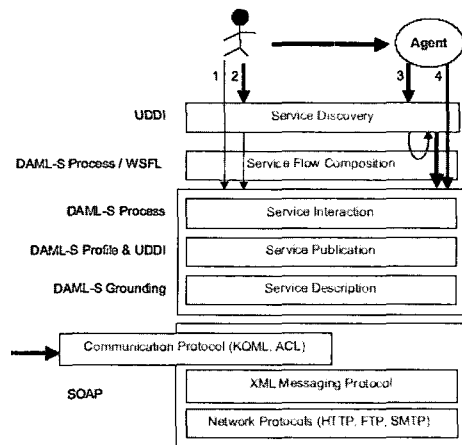 Agent
1 2 3 4
UDDI Service Discovery
DAML-S Process / WSFL Service Flow Composition
DAML-S Process Service Interaction
DAML-S Profile & UDDI Service Publication
DAML-S Grounding Service Description
Communication Protocol (KQML, ACL)
SOAP
XML Messaging Protocol
Network Protocols (HTTP, FTP, SMTP)